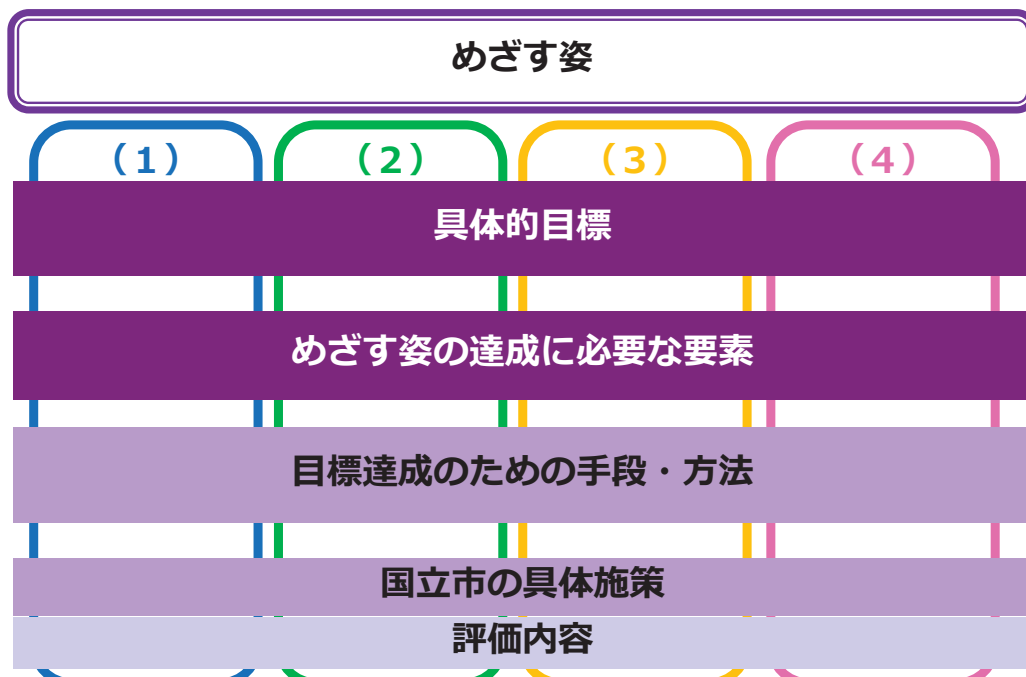 めざす姿
（1） （2） （3） （4）
具体的目標
めざす姿の達成に必要な要素
目標達成のための手段・方法
国立市の具体施策
評価内容